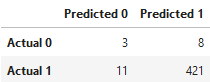 Predicted 0 Predicted 1
Actual 0 3 8
Actual 1 11 421